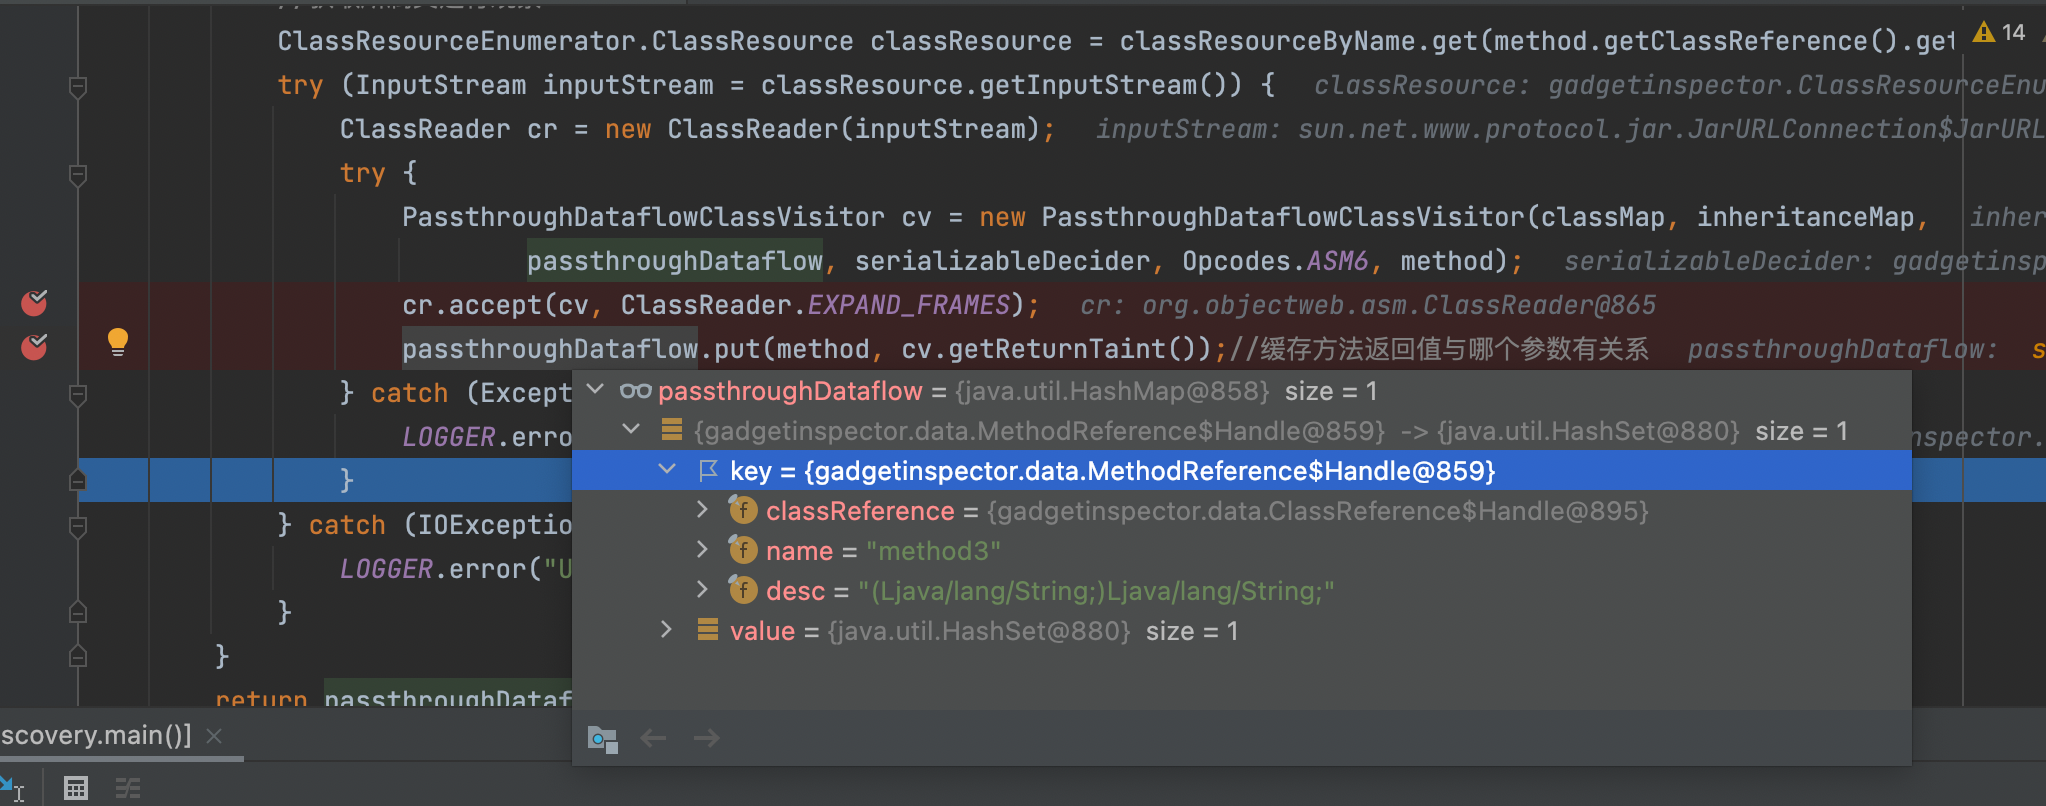 ClassResourceEnumerator.ClassResource classResource = classResourceByName.get(method.getClassReference().get
14
try (InputStream inputStream = classResource.getInputStream()) { classResource: gadgetinspector.ClassResourceEnu
ClassReader cr = new ClassReader(inputStream); inputStream: sun.net.www.protocol.jar.JarURLConnection$JarURL
try {
PassthroughDataflowClassVisitor cv = new PassthroughDataflowClassVisitor(classMap, inheritanceMap, inher
passthroughDataflow, serializableDecider, Opcodes.ASM6, method); serializableDecider: gadgetinsp
cr.accept(cv, ClassReader.EXPAND_FRAMES); cr: org.objectweb.asm.ClassReader@865
passthroughDataflow.put(method, cv.getReturnTaint());//缓存方法返回值与哪个参数有关系 passthroughDataflow: s
} catch (Except
passthroughDataflow = {java.util.HashMap@858} size = 1
LOGGER.erro
{gadgetinspector.data.MethodReference$Handle@859} -> {java.util.HashSet@880} size = 1
nspector.
}
key = {gadgetinspector.data.MethodReference$Handle@859}
} catch (IOExceptio
classReference = {gadgetinspector.data.ClassReference$Handle@895}
LOGGER.error("U
name = "method3"
}
desc = "(Ljava/lang/String;)Ljava/lang/String;"
}
value = {java.util.HashSet@880} size = 1
return passthroughDataf
scovery.main()]